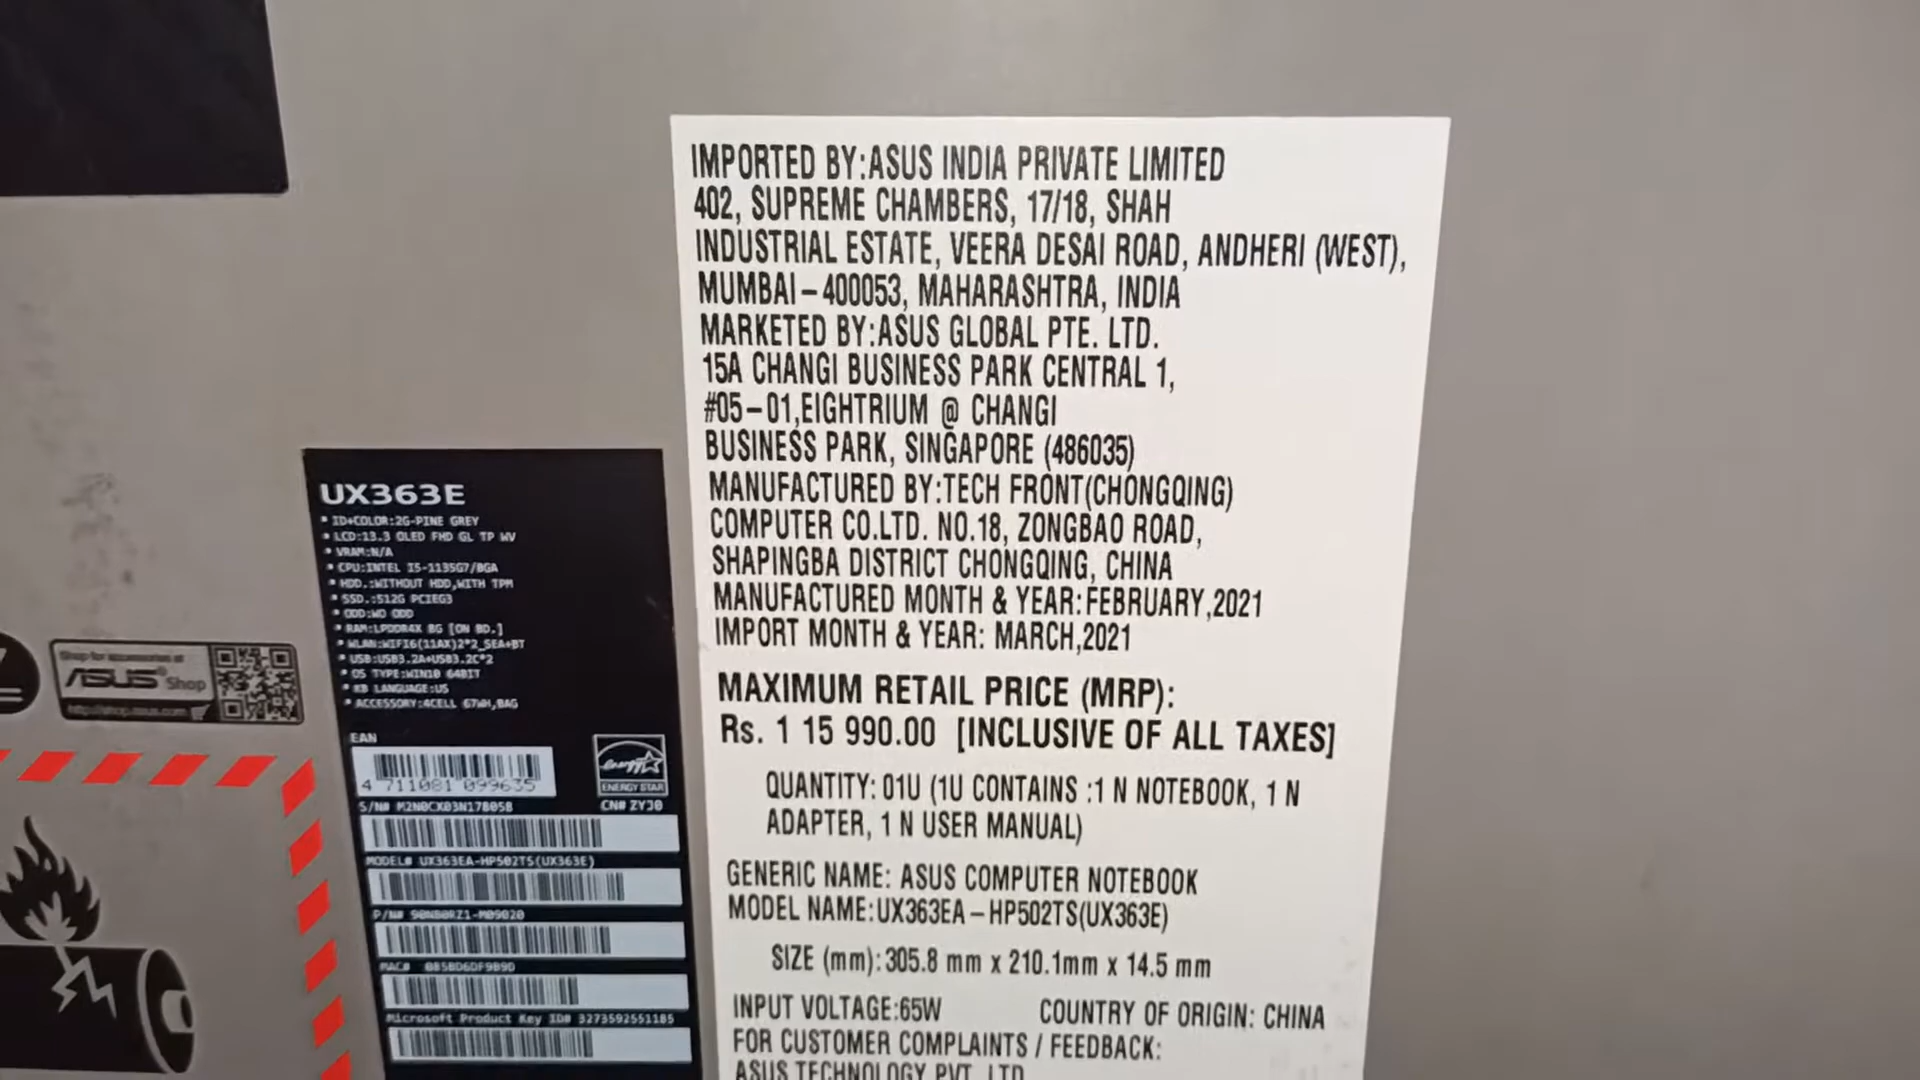 IMPORTED BY:ASUS INDIA PRIVATE LIMITED
402, SUPREME CHAMBERS, 17/18, SHAH
INDUSTRIAL ESTATE, VEERA DESAI ROAD, ANDHERI (WEST),
MUMBAI – 400053, MAHARASHTRA, INDIA
MARKETED BY:ASUS GLOBAL PTE. LTD.
15A CHANGI BUSINESS PARK CENTRAL 1,
#05–01,EIGHTRIUM @ CHANGI
BUSINESS PARK, SINGAPORE (486035)
MANUFACTURED BY:TECH FRONT(CHONGQING)
COMPUTER CO.LTD. NO.18, ZONGBAO ROAD,
SHAPINGBA DISTRICT CHONGQING, CHINA
MANUFACTURED MONTH & YEAR:FEBRUARY,2021
IMPORT MONTH & YEAR: MARCH,2021
MAXIMUM RETAIL PRICE (MRP):
Rs. 1 15 990.00 [INCLUSIVE OF ALL TAXES]
QUANTITY: 01U (1U CONTAINS :1 N NOTEBOOK, 1 N
ADAPTER, 1 N USER MANUAL)
GENERIC NAME: ASUS COMPUTER NOTEBOOK
MODEL NAME:UX363EA – HP502TS(UX363E)
SIZE (mm): 305.8 mm x 210.1mm x 14.5 mm
INPUT VOLTAGE:65W COUNTRY OF ORIGIN: CHINA
FOR CUSTOMER COMPLAINTS / FEEDBACK:
ASUS TECHNOLOGY PVT. LTD
UX363E
ID+COLOR:2G-PINE GREY
LCD:13.3 OLED FHD GL TP WV
VRAM:N/A
CPU:INTEL I5-1135G7/BGA
HDD.:WITHOUT HDD,WITH TPM
SSD.:512G PCIEG3
ODD:WO ODD
RAM:LPDDR4X 8G [ON BD.]
WLAN:WIFI6(11AX)2*2_SEA+BT
USB:USB3.2A+USB3.2C*2
OS TYPE:WIN10 64BIT
KB LANGUAGE:US
ACCESSORY:4CELL 67WH,BAG
EAN
4 711081 099635
energy
ENERGY STAR
S/N# M2N0CX03N178058 CN# ZYJ0
MODEL# UX363EA-HP502TS(UX363E)
P/N# 90NB0RZ1-M09020
MAC# 085BD6DF9B9D
Microsoft Product Key ID# 3273592551185
Shop for accessories at
ASUS Shop
http://shop.asus.com